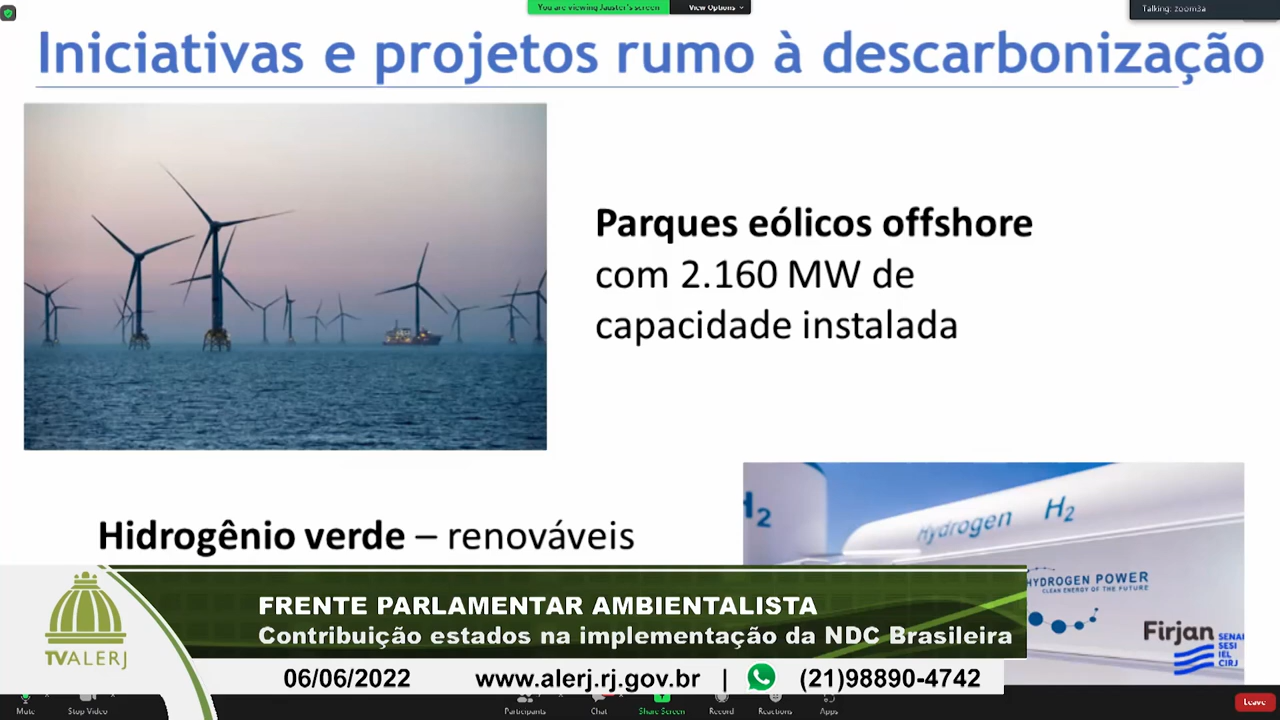 You are viewing Jauster's screen
View Options
Talking: zoom3a
Iniciativas e projetos rumo à descarbonização
Parques eólicos offshore
com 2.160 MW de
capacidade instalada
Hidrogênio verde – renováveis
H2
Hydrogen H2
HYDROGEN POWER
CLEAN ENERGY OF THE FUTURE
Firjan
SENAI
SESI
IEL
CIRJ
TVALERJ
FRENTE PARLAMENTAR AMBIENTALISTA
Contribuição estados na implementação da NDC Brasileira
06/06/2022 www.alerj.rj.gov.br | (21)98890-4742
Mute
Stop Video
Participants
Chat
Share Screen
Record
Reactions
Apps
Leave